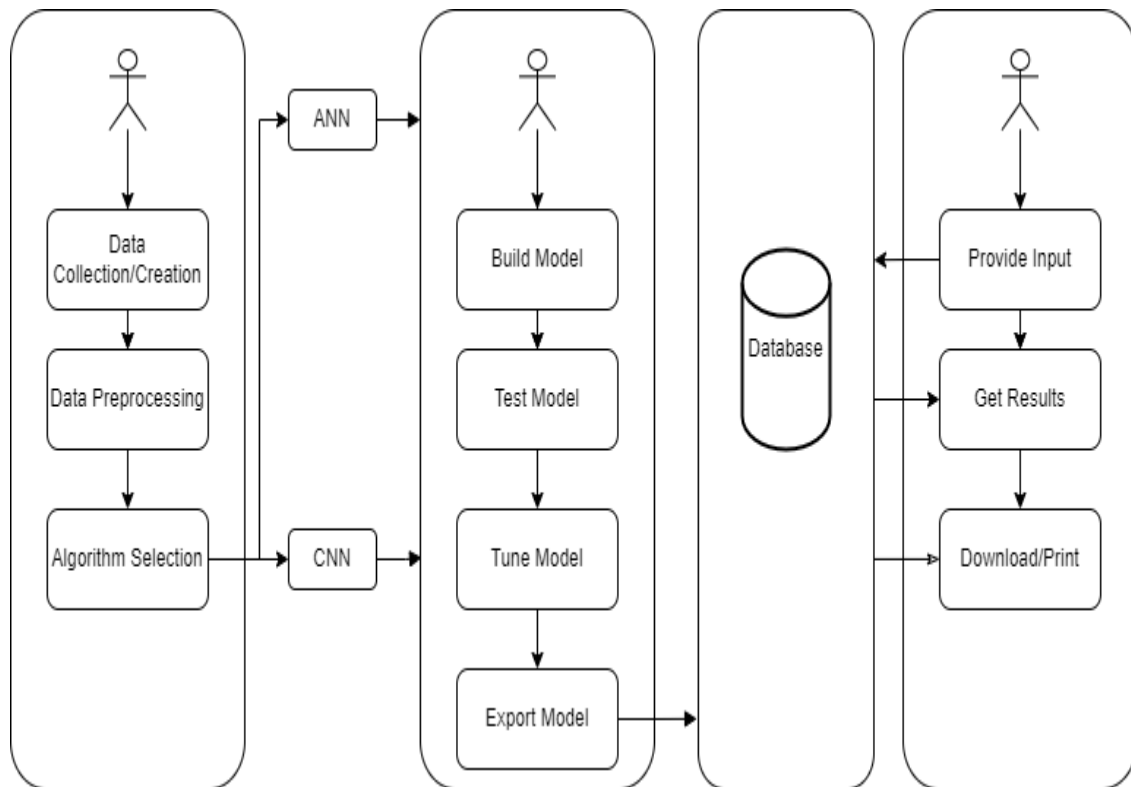 Data
Collection/Creation
Data Preprocessing
Algorithm Selection
ANN
CNN
Build Model
Test Model
Tune Model
Export Model
Database
Provide Input
Get Results
Download/Print